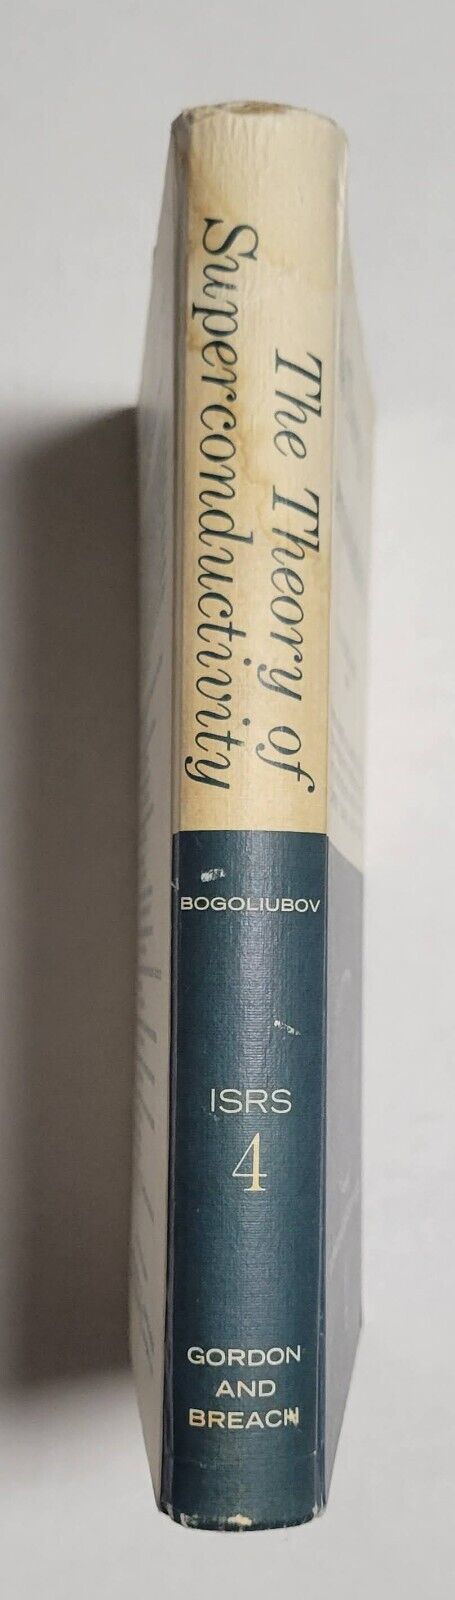 The Theory of
Superconductivity
BOGOLIUBOV
ISRS
4
GORDON
AND
BREACH